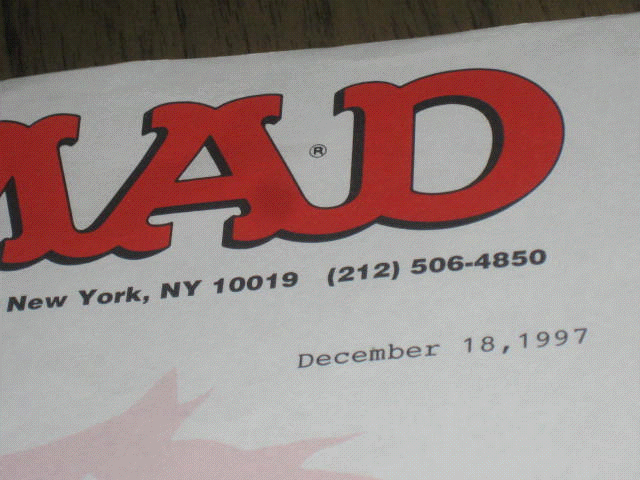 MAD ®
New York, NY 10019 (212) 506-4850
December 18,1997